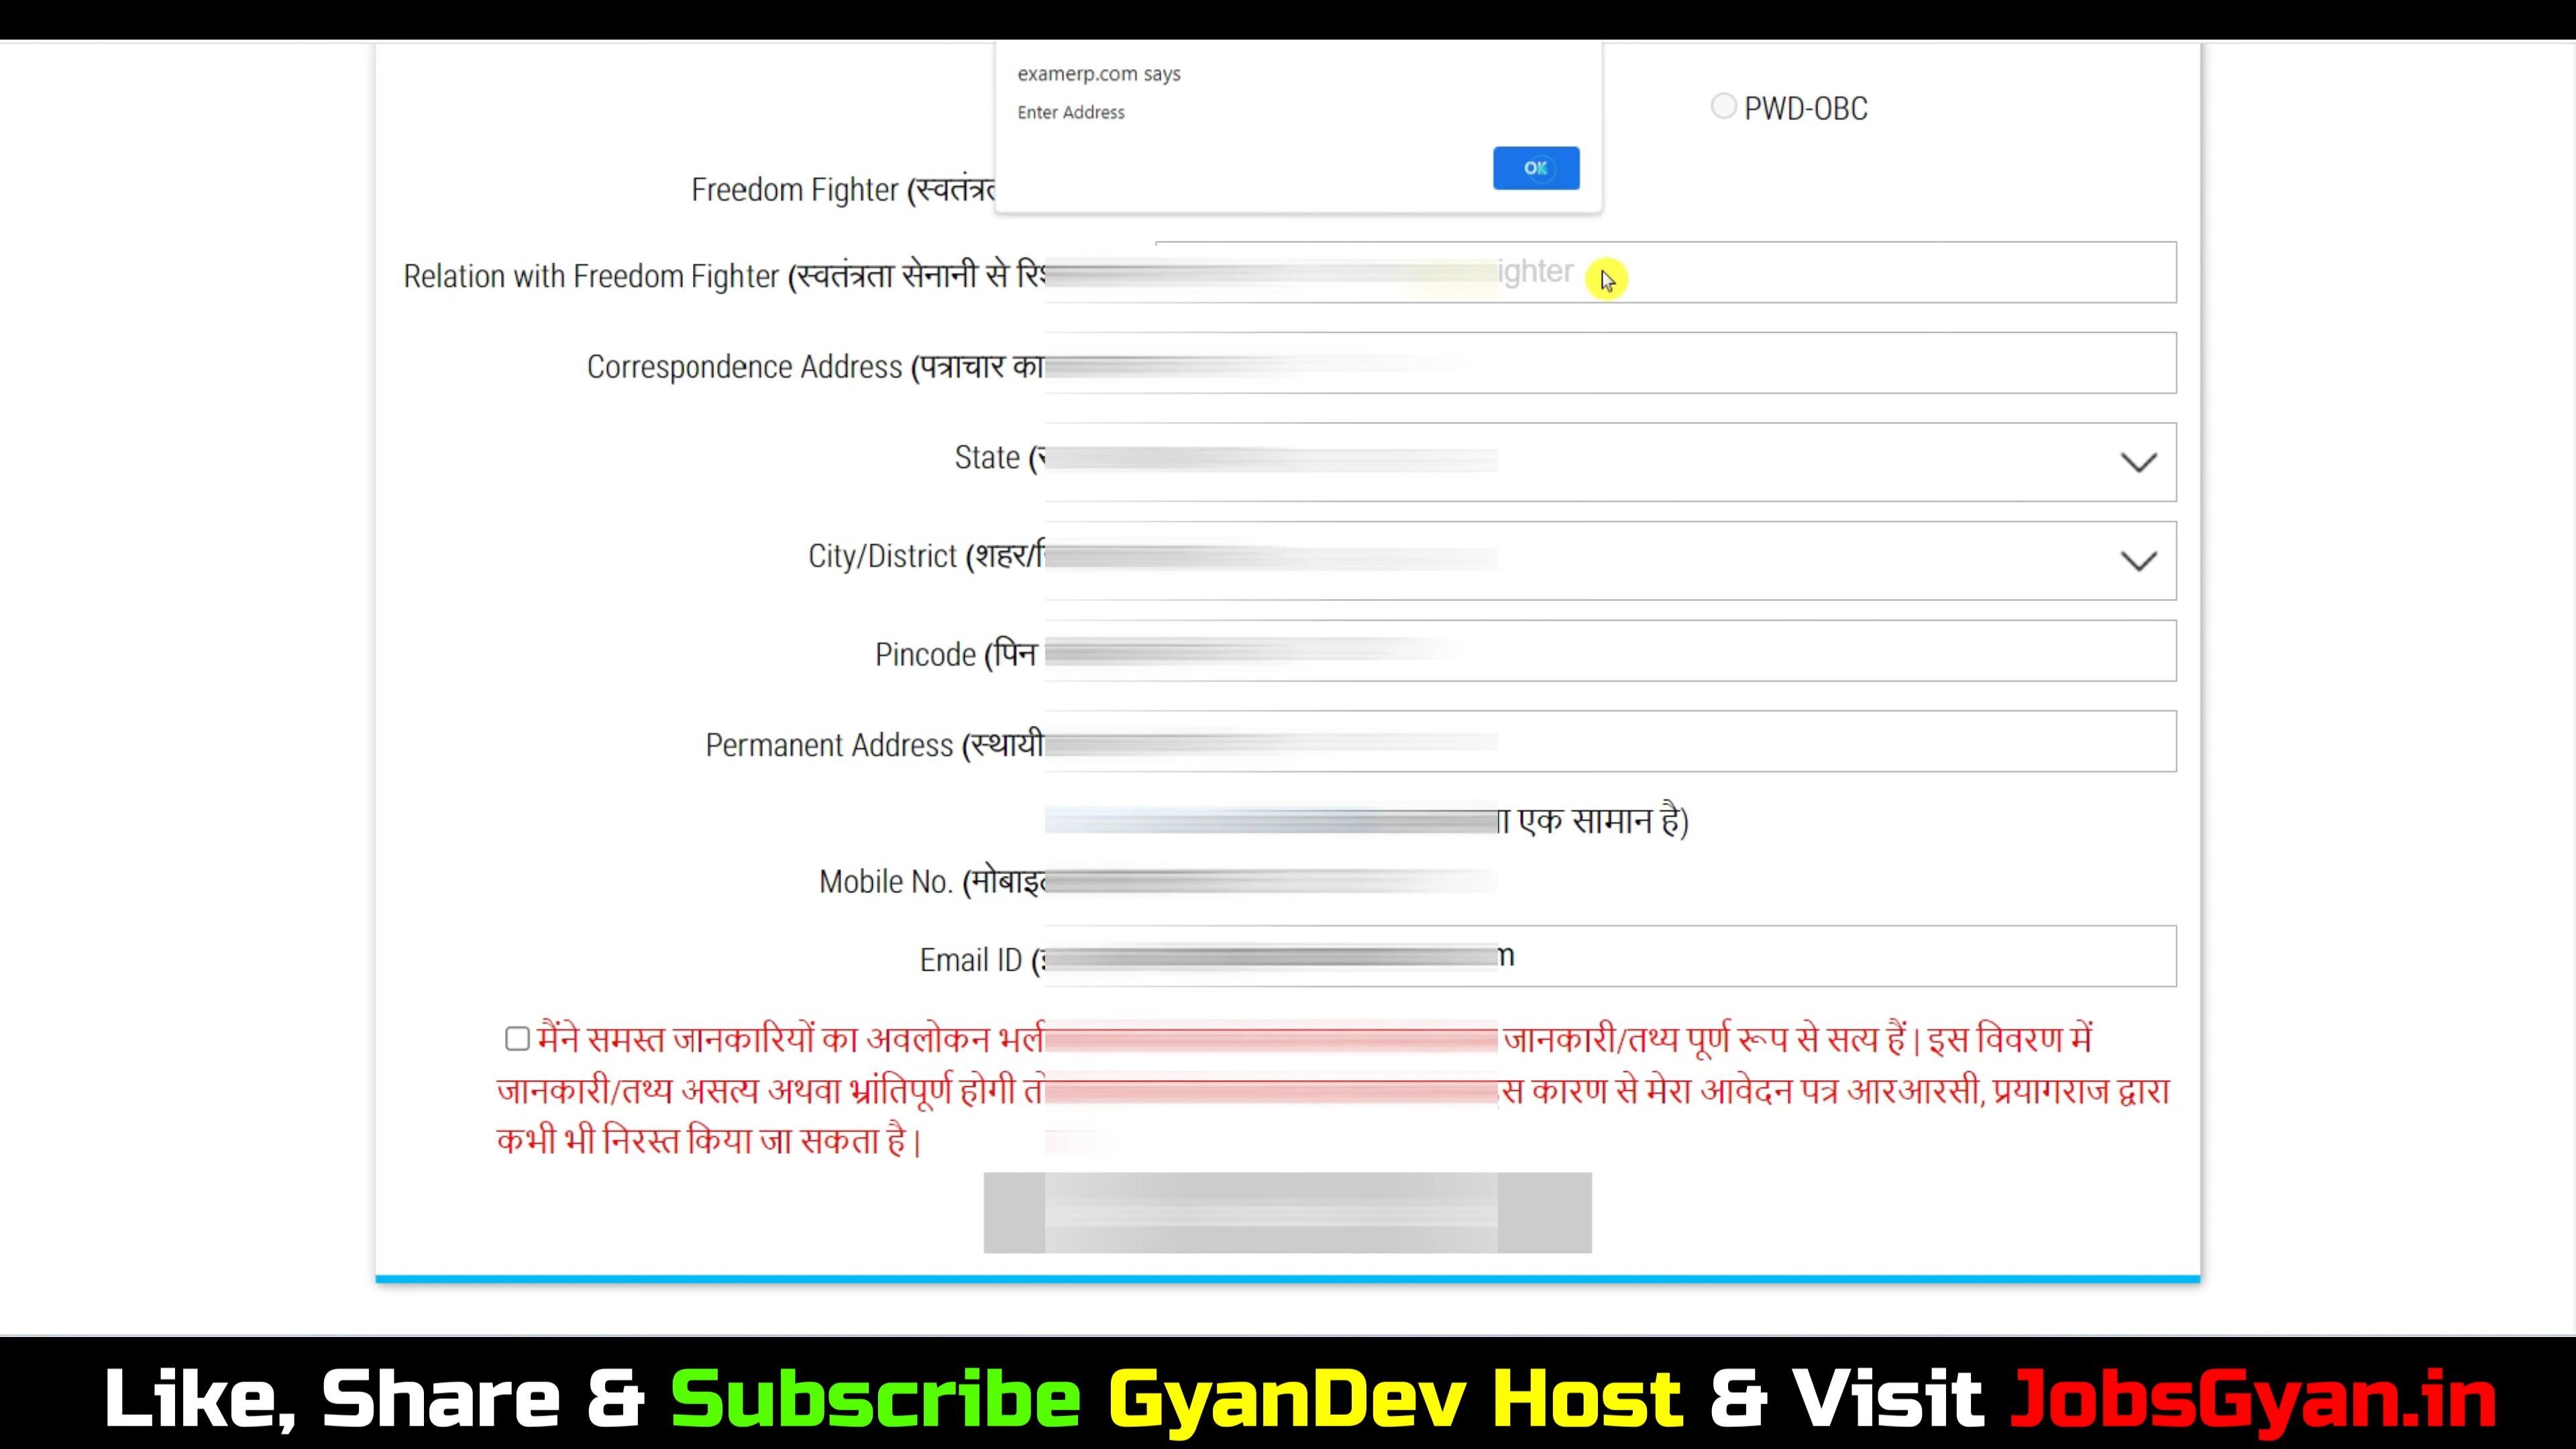 examerp.com says
Enter Address
OK
PWD-OBC
Freedom Fighter
Relation with Freedom Fighter (स्वतंत्रता सेनानी से
ighter
Correspondence Address (पत्राचार का
State
City/District (शहर/
Pincode (पिन
Permanent Address (स्थायी
एक सामान है)
Mobile No.
Email ID
m
मैंने समस्त जानकारियों का अवलोकन जानकारी/तथ्य पूर्ण रूप से सत्य हैं | इस विवरण में
जानकारी/तथ्य असत्य अथवा भ्रांतिपूर्ण होगी कारण से मेरा आवेदन पत्र आरआरसी, प्रयागराज द्वारा
कभी भी निरस्त किया जा सकता है |
Like, Share & Subscribe GyanDev Host & Visit JobsGyan.in